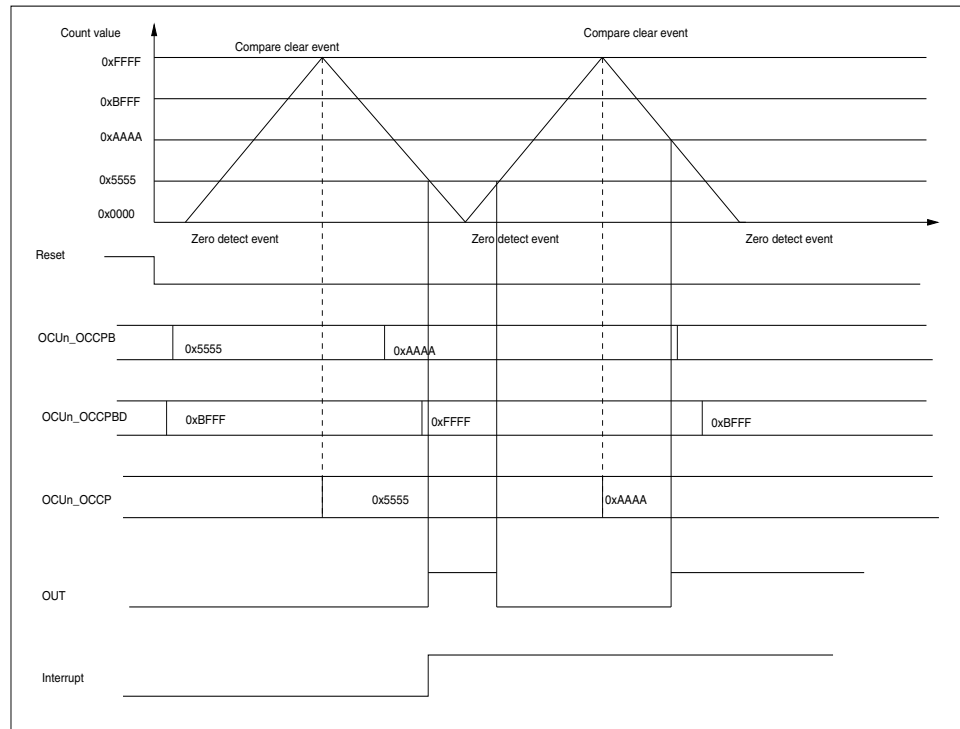 Count value
Compare clear event
Compare clear event
0xFFFF
0xBFFF
0xAAAA
0x5555
0x0000
Zero detect event
Zero detect event
Zero detect event
Reset
OCUn_OCCPB
0x5555
0xAAAA
OCUn_OCCPBD
0xBFFF
0xFFFF
0xBFFF
OCUn_OCCP
0x5555
0xAAAA
OUT
Interrupt